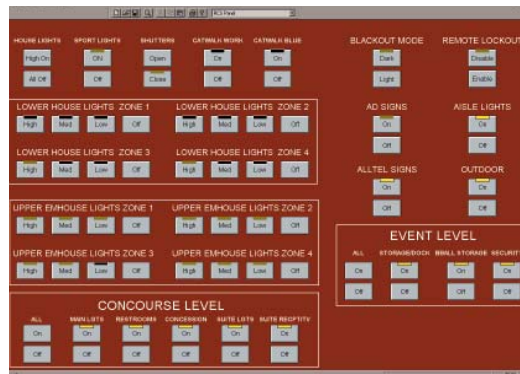 RCS Panel
HOUSE LIGHTS SPORT LIGHTS SHUTTERS CATWALK WORK CATWALK BLUE BLACKOUT MODE REMOTE LOCKOUT
High On ON Open On On Dark Disable
All Off Off Close Off Off Light Enable
LOWER HOUSE LIGHTS ZONE 1 LOWER HOUSE LIGHTS ZONE 2 AD SIGNS AISLE LIGHTS
High Med Low Off High Med Low Off On On
Off Off
LOWER HOUSE LIGHTS ZONE 3 LOWER HOUSE LIGHTS ZONE 4
High Med Low Off High Med Low Off
ALLTEL SIGNS OUTDOOR
On On
Off Off
UPPER EMHOUSE LIGHTS ZONE 1 UPPER EMHOUSE LIGHTS ZONE 2
High Med Low Off High Med Low Off
EVENT LEVEL
UPPER EMHOUSE LIGHTS ZONE 3 UPPER EMHOUSE LIGHTS ZONE 4
High Med Low Off High Med Low Off
ALL STORAGE/DOCK BBALL STORAGE SECURITY
On On On On
Off Off Off Off
CONCOURSE LEVEL
ALL MAIN LGTS RESTROOMS CONCESSION SUITE LGTS SUITE
On On On On On On
Off Off Off Off Off Off